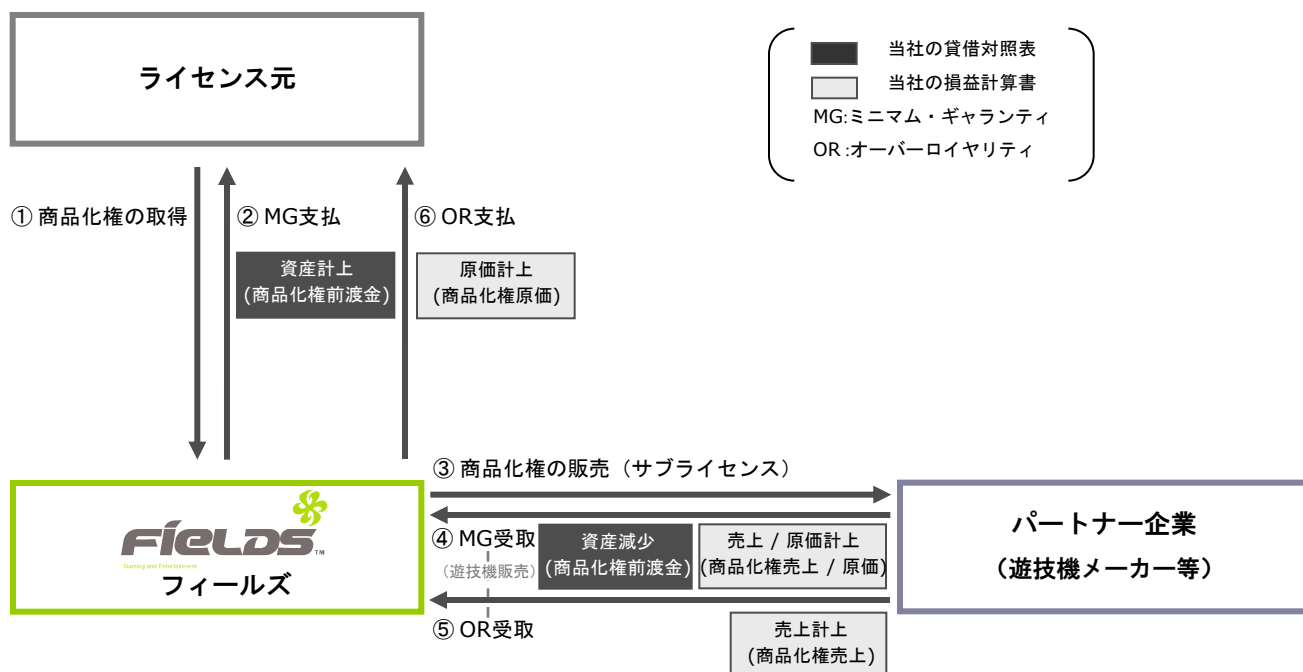 ライセンス元
当社の貸借対照表
当社の損益計算書
MG:ミニマム・ギャランティ
OR :オーバーロイヤリティ
① 商品化権の取得
② MG支払
資産計上
(商品化権前渡金)
⑥ OR支払
原価計上
(商品化権原価)
FIELDS™
Gaming and Entertainment
フィールズ
③ 商品化権の販売（サブライセンス）
④ MG受取
（遊技機販売）
資産減少
(商品化権前渡金)
売上 / 原価計上
(商品化権売上 / 原価)
⑤ OR受取
売上計上
(商品化権売上)
パートナー企業
（遊技機メーカー等）